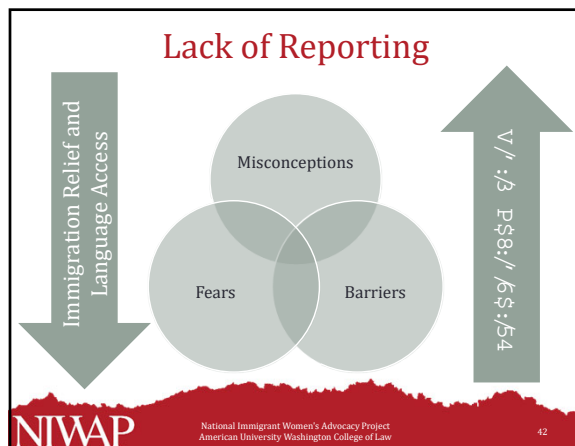 Lack of Reporting
Immigration Relief and
Language Access
Misconceptions
Fears
Barriers
NIWAP
National Immigrant Women's Advocacy Project
American University Washington College of Law
42